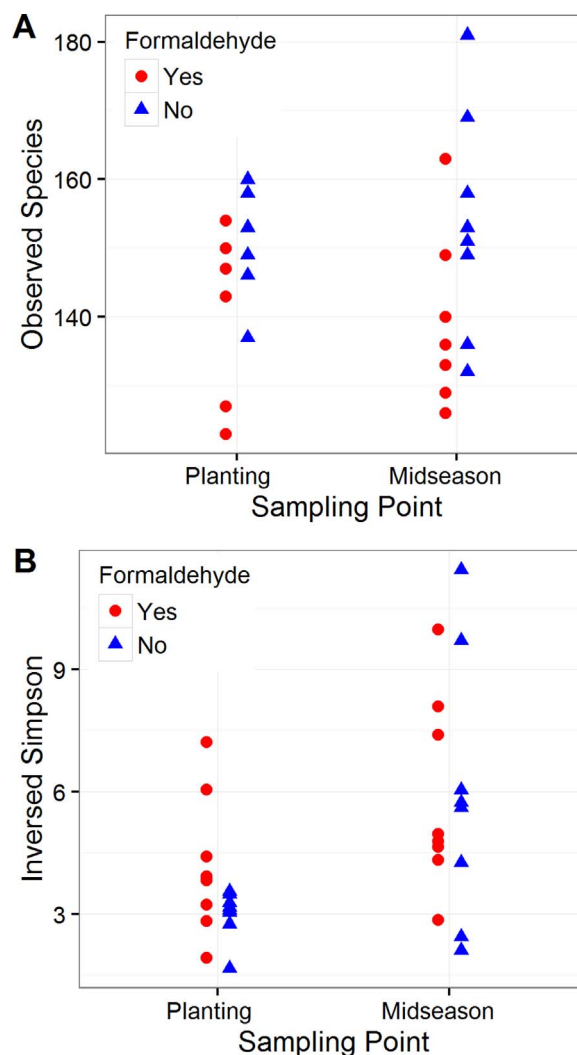 A
Formaldehyde
Yes
No
180
160
140
Observed Species
Planting Midseason
Sampling Point
B
Formaldehyde
Yes
No
9
6
3
Inversed Simpson
Planting Midseason
Sampling Point